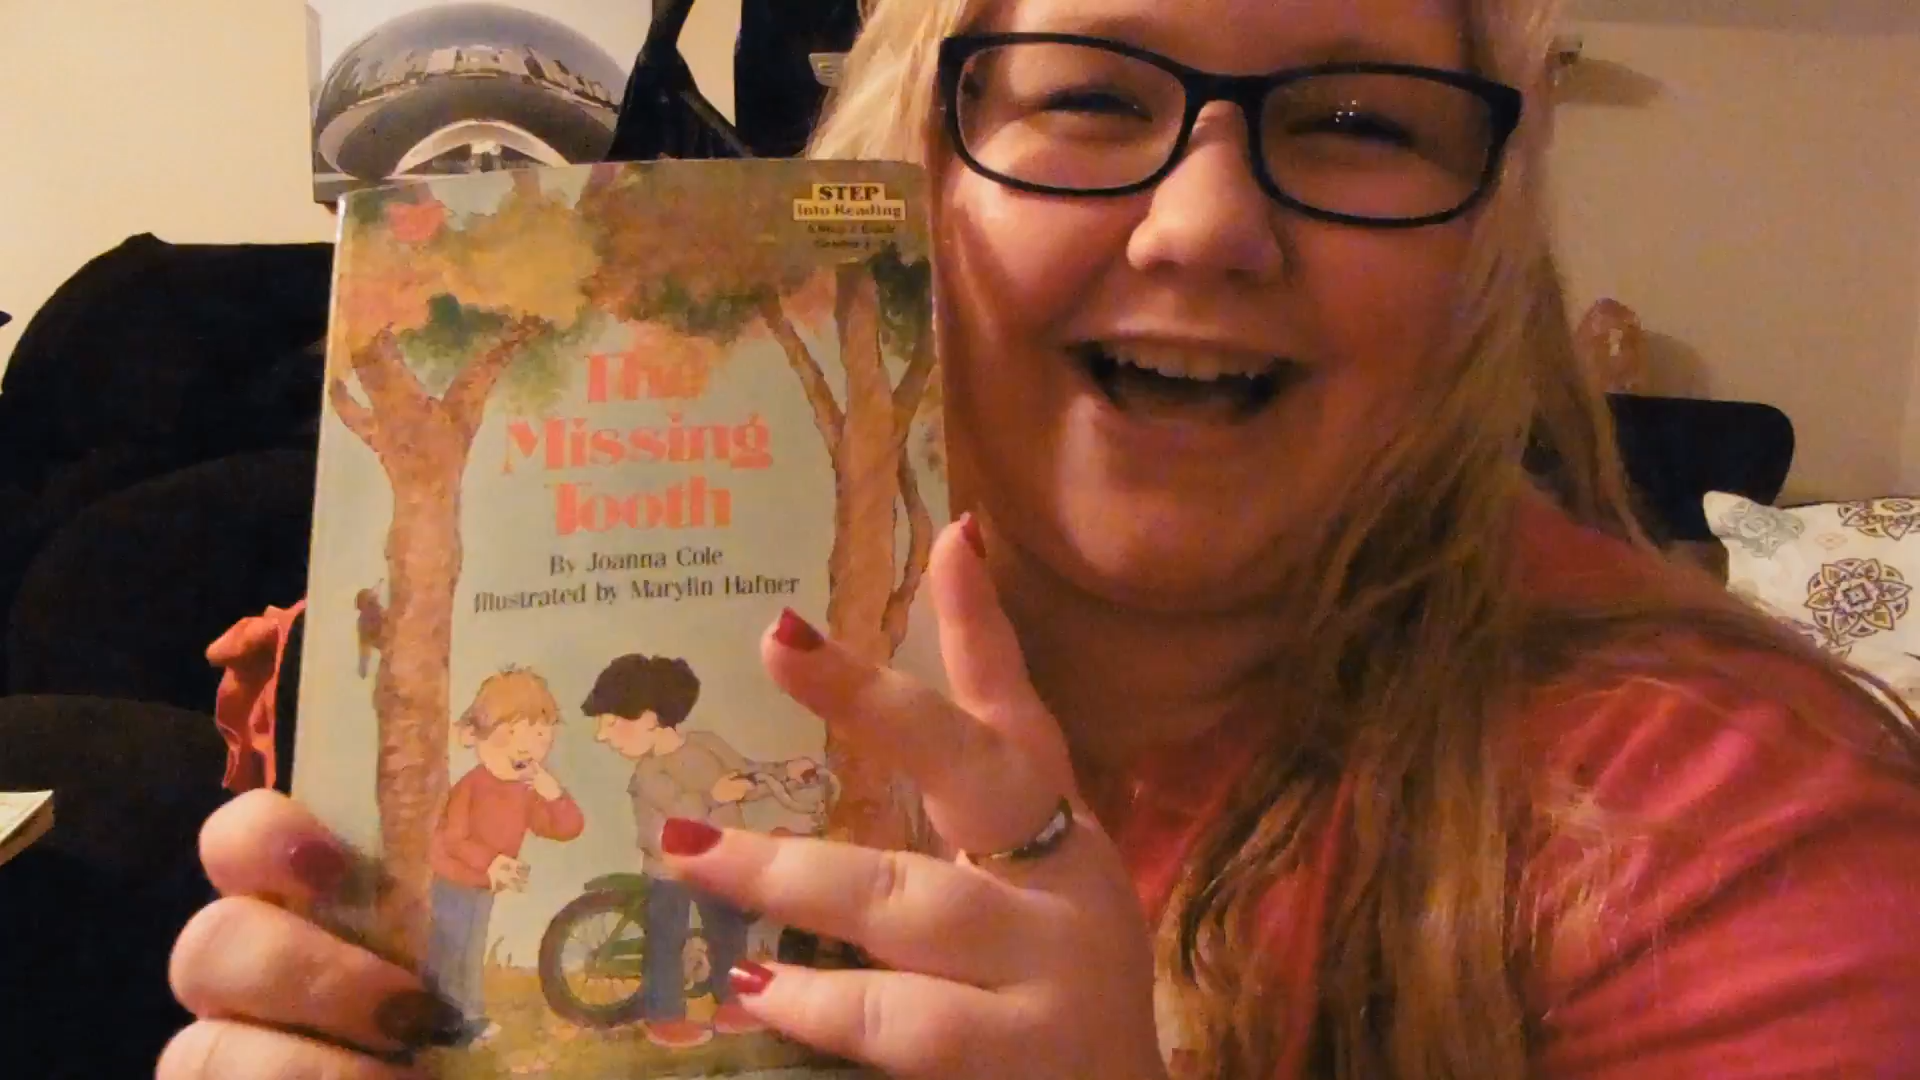 STEP
into Reading
The
Missing
Tooth
By Joanna Cole
Illustrated by Marylin Hafner